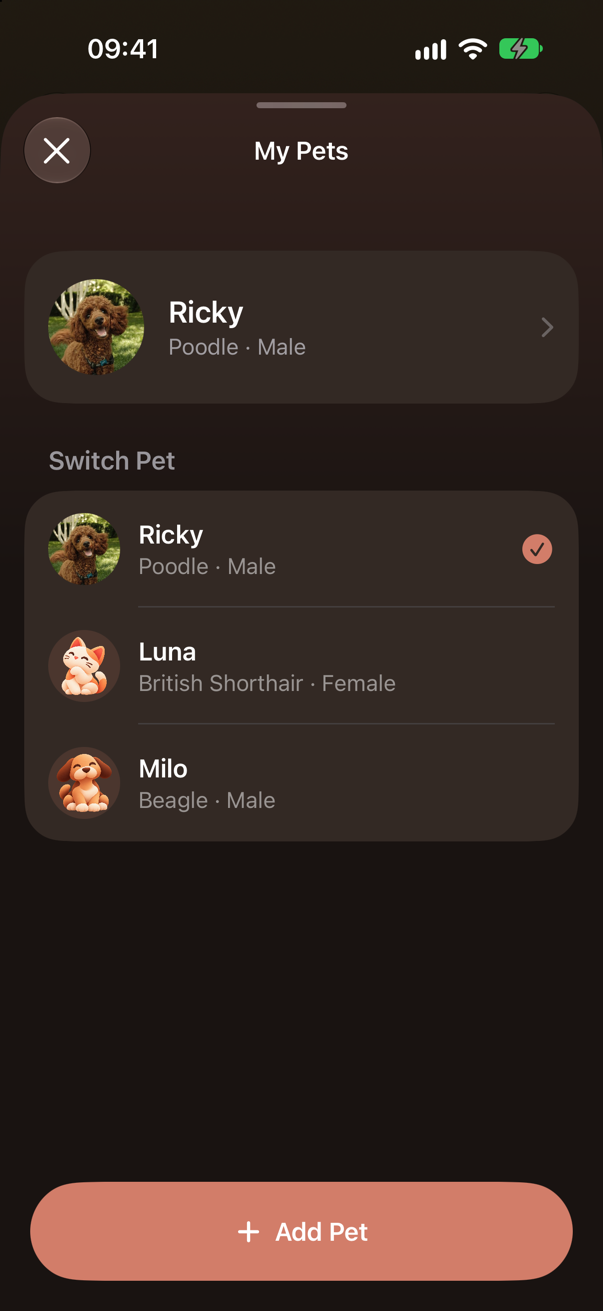 09:41
My Pets
Ricky
Poodle · Male
Switch Pet
Ricky
Poodle · Male
Luna
British Shorthair · Female
Milo
Beagle · Male
+ Add Pet